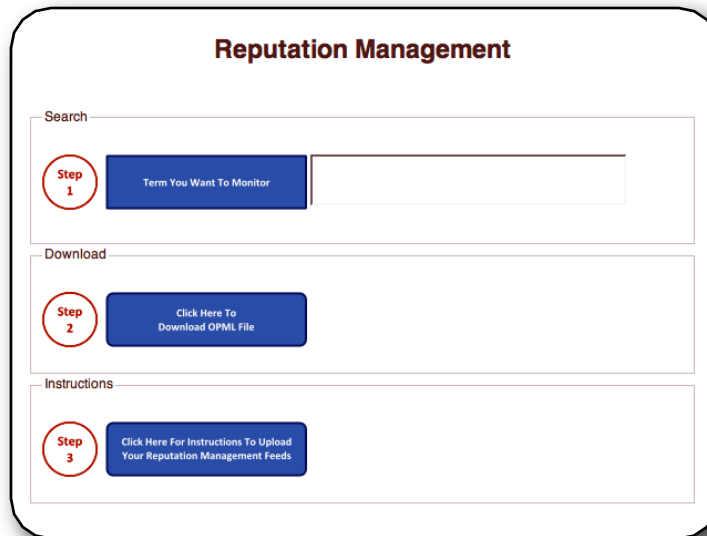 Reputation Management
Search
Step
1
Term You Want To Monitor
Download
Step
2
Click Here To
Download OPML File
Instructions
Step
3
Click Here For Instructions To Upload
Your Reputation Management Feeds